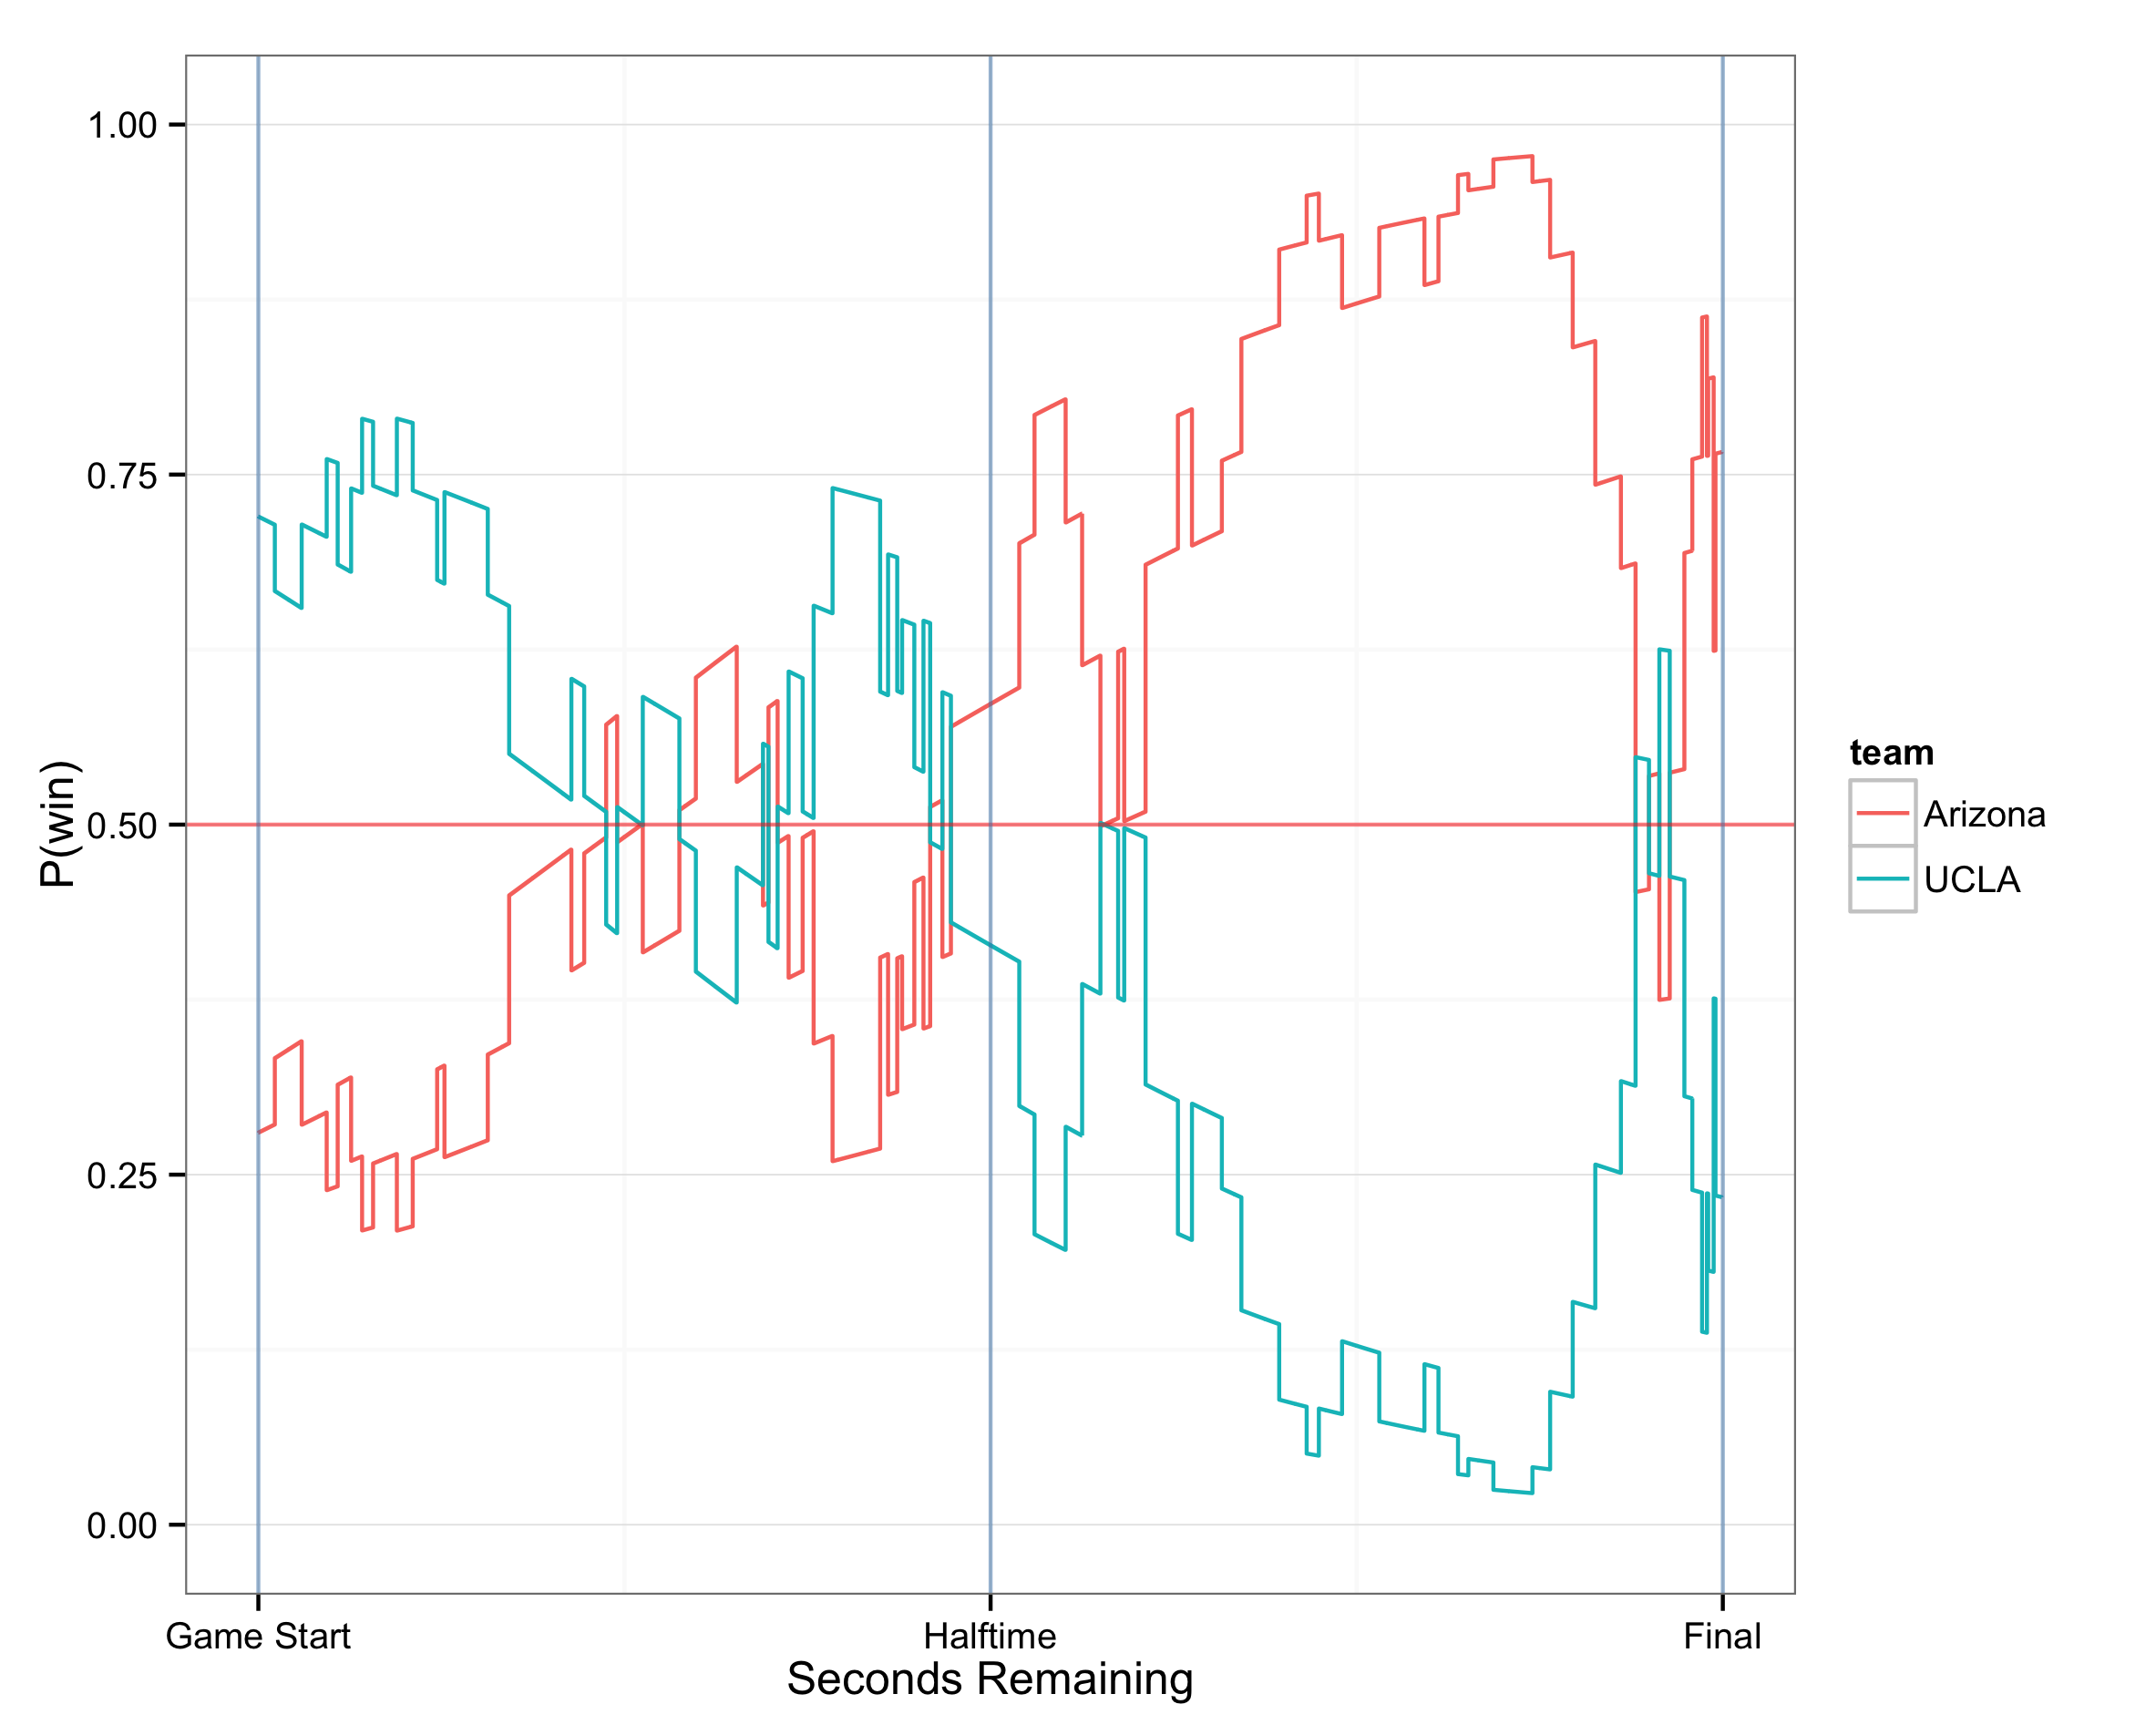 1.00
0.75
0.50
0.25
0.00
P(win)
Game Start
Halftime
Final
Seconds Remaining
team
Arizona
UCLA